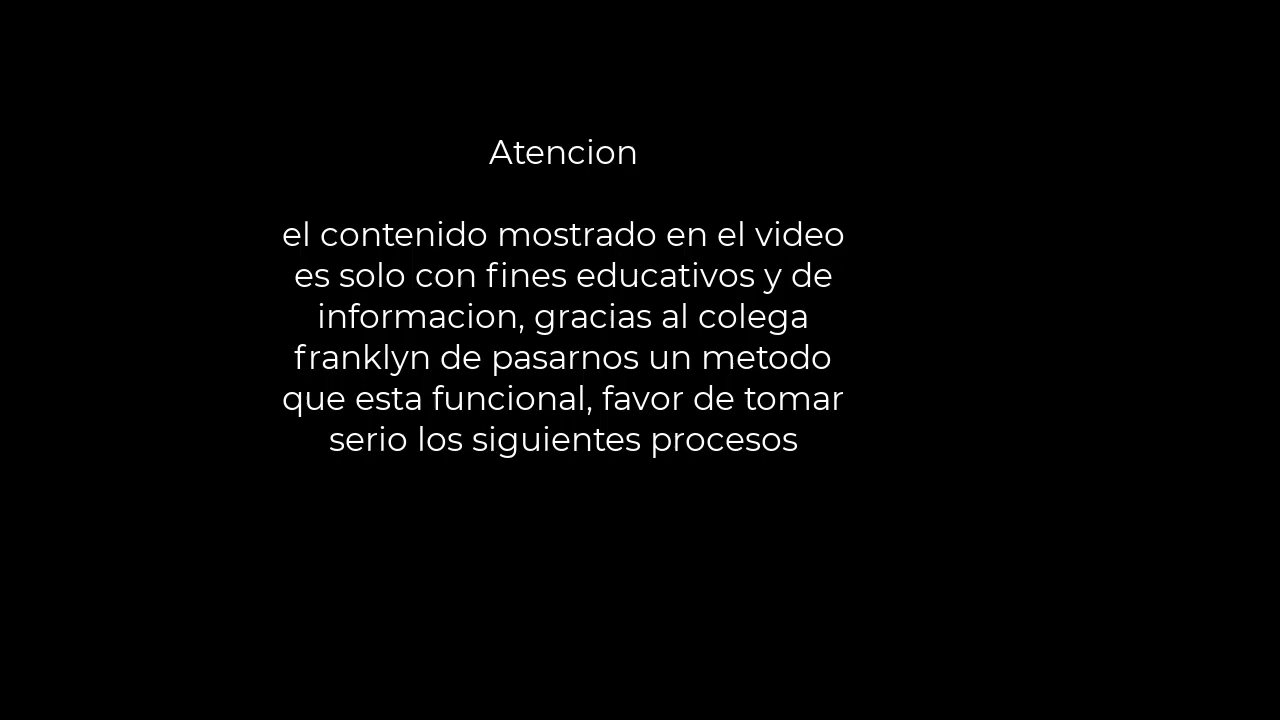 Atencion
el contenido mostrado en el video
es solo con fines educativos y de
informacion, gracias al colega
franklyn de pasarnos un metodo
que esta funcional, favor de tomar
serio los siguientes procesos